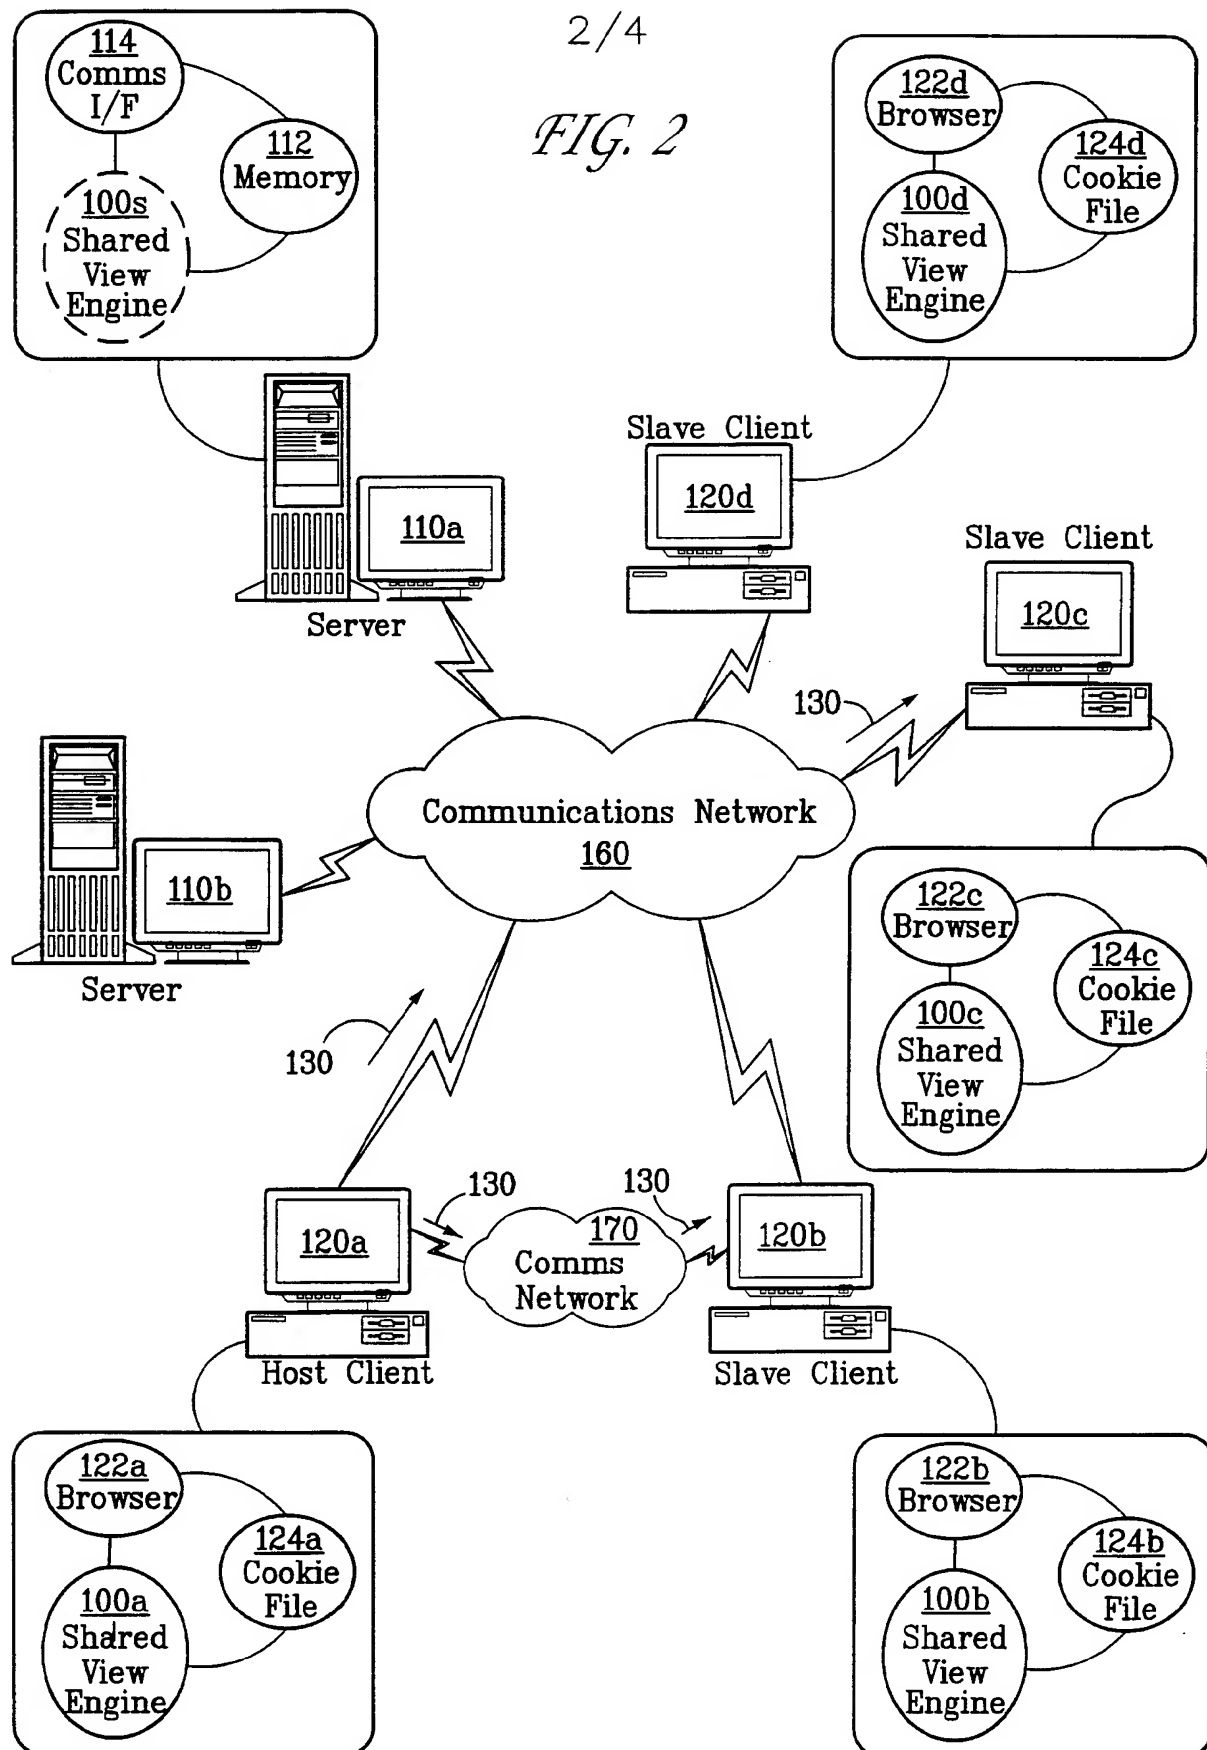 2/4
FIG. 2
114
Comms
I/F
112
Memory
100s
Shared
View
Engine
122d
Browser
124d
Cookie
File
100d
Shared
View
Engine
110a
Server
Slave Client
120d
Slave Client
120c
130
Communications Network
160
110b
Server
122c
Browser
124c
Cookie
File
100c
Shared
View
Engine
130
130
130
120a
Host Client
170
Comms
Network
120b
Slave Client
122a
Browser
124a
Cookie
File
100a
Shared
View
Engine
122b
Browser
124b
Cookie
File
100b
Shared
View
Engine